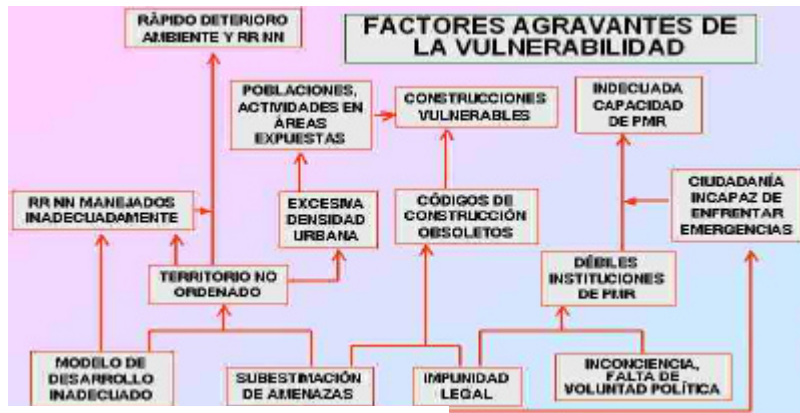 RÀPIDO DETERIORO
AMBIENTE Y RR NN
FACTORES AGRAVANTES DE
LA VULNERABILIDAD
POBLACIONES,
ACTIVIDADES EN
ÁREAS
EXPUESTAS
CONSTRUCCIONES
VULNERABLES
INDECUADA
CAPACIDAD
DE PMR
RR NN MANEJADOS
INADECUADAMENTE
EXCESIVA
DENSIDAD
URBANA
CÓDIGOS DE
CONSTRUCCIÓN
OBSOLETOS
CIUDADANÍA
INCAPAZ DE
ENFRENTAR
EMERGENCIAS
TERRITORIO NO
ORDENADO
DÉBILES
INSTITUCIONES
DE PMR
MODELO DE
DESARROLLO
INADECUADO
SUBESTIMACIÓN
DE AMENAZAS
IMPUNIDAD
LEGAL
INCONCIENCIA,
FALTA DE
VOLUNTAD POLÍTICA